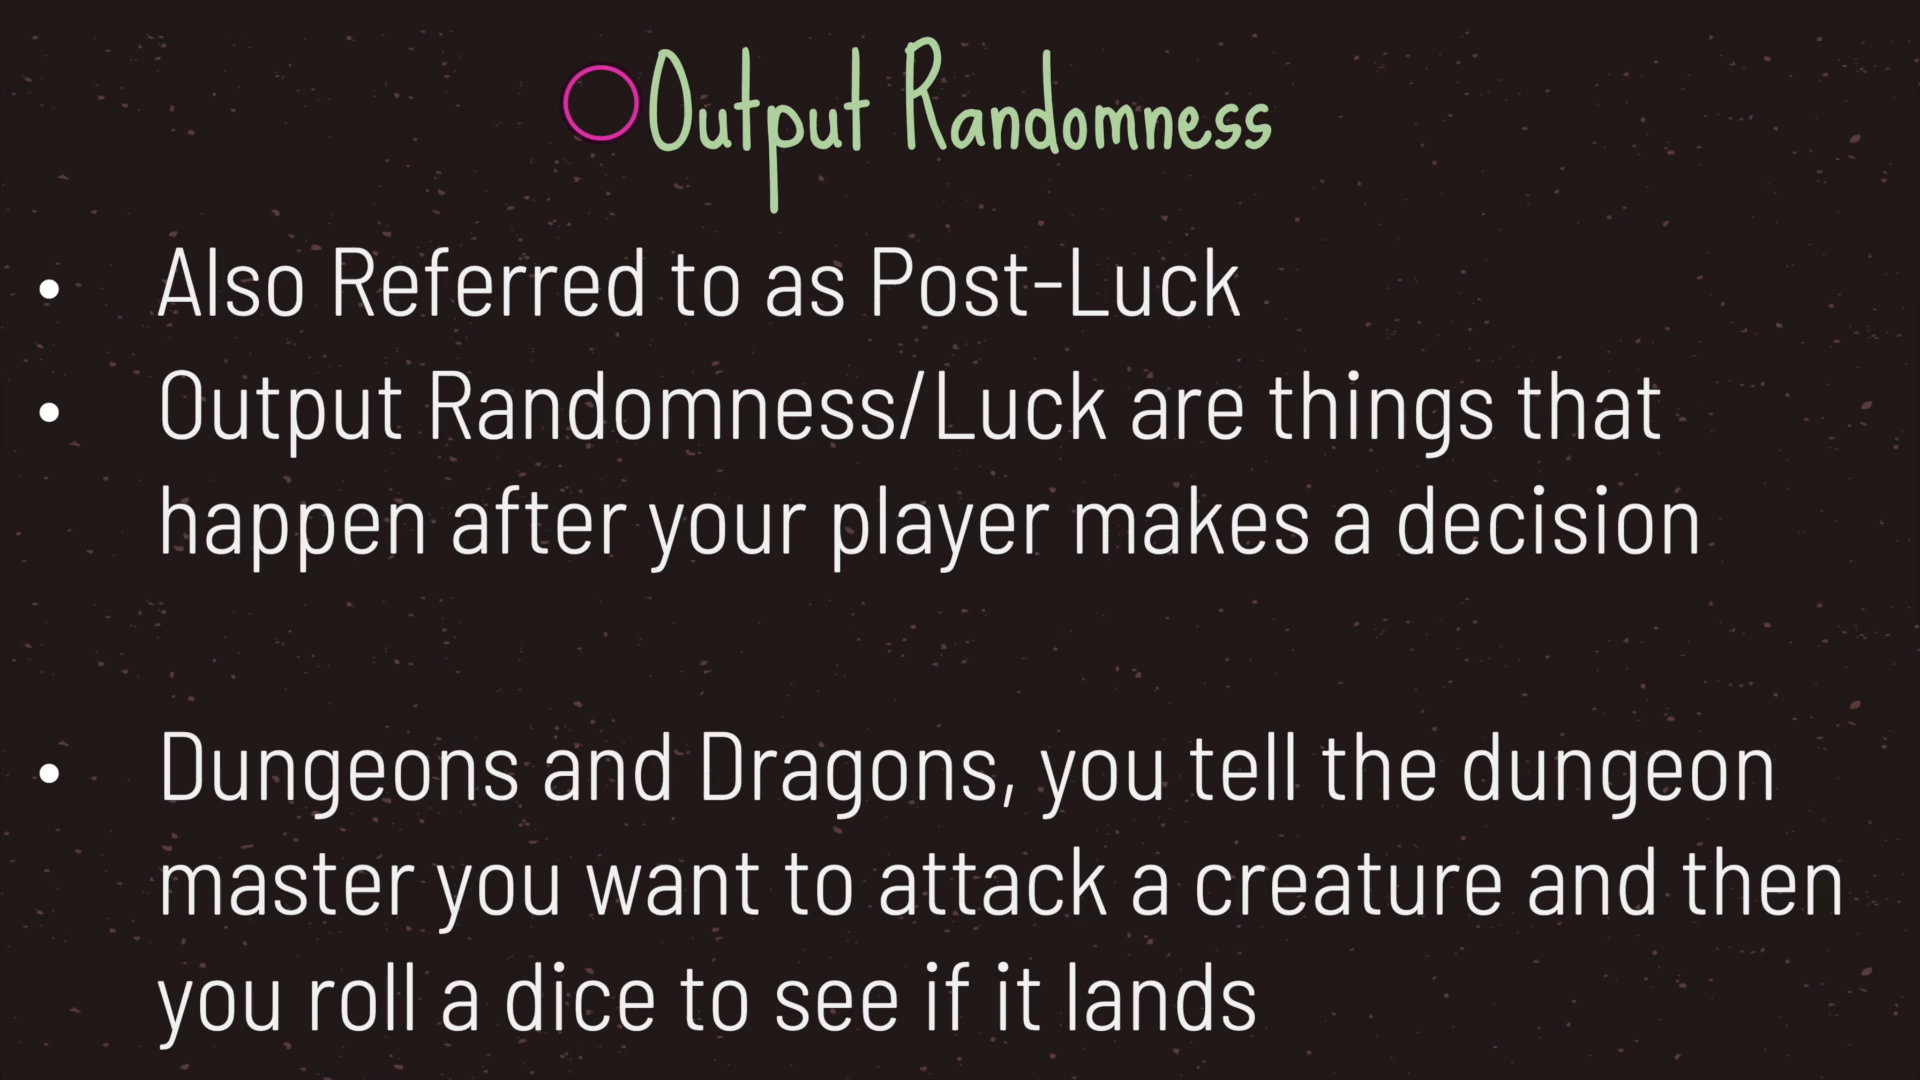 Output Randomness
• Also Referred to as Post-Luck
• Output Randomness/Luck are things that
happen after your player makes a decision
• Dungeons and Dragons, you tell the dungeon
master you want to attack a creature and then
you roll a dice to see if it lands